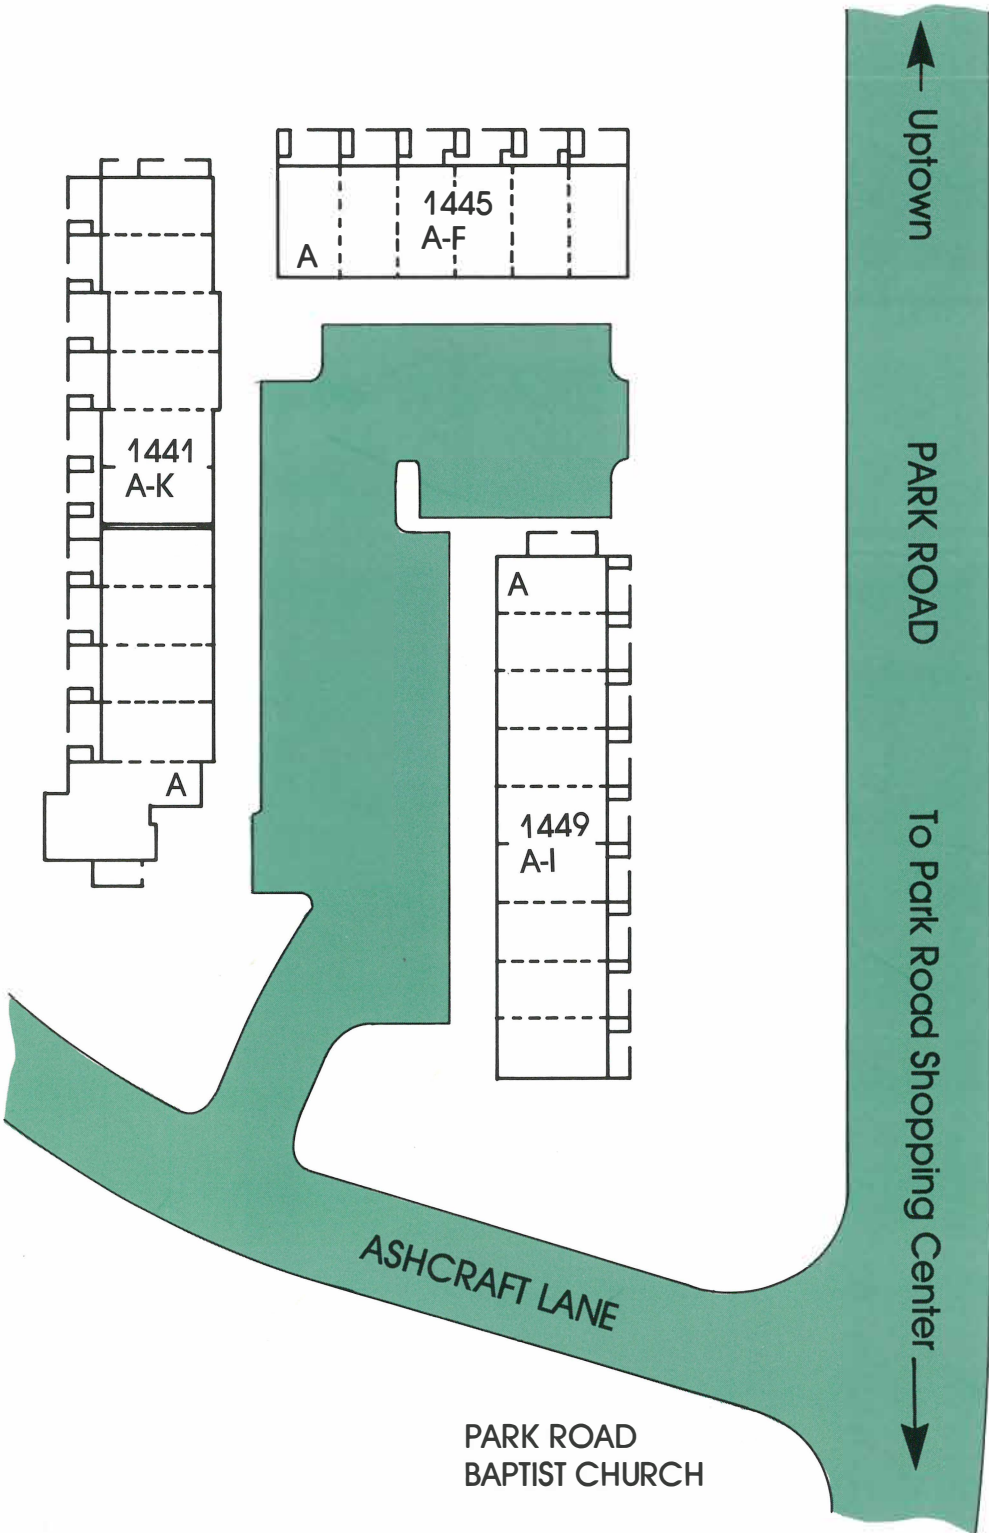 Uptown
1445
A-F
A
1441
A-K
PARK ROAD
A
A
1449
A-I
To Park Road Shopping Center
ASHCRAFT LANE
PARK ROAD
BAPTIST CHURCH